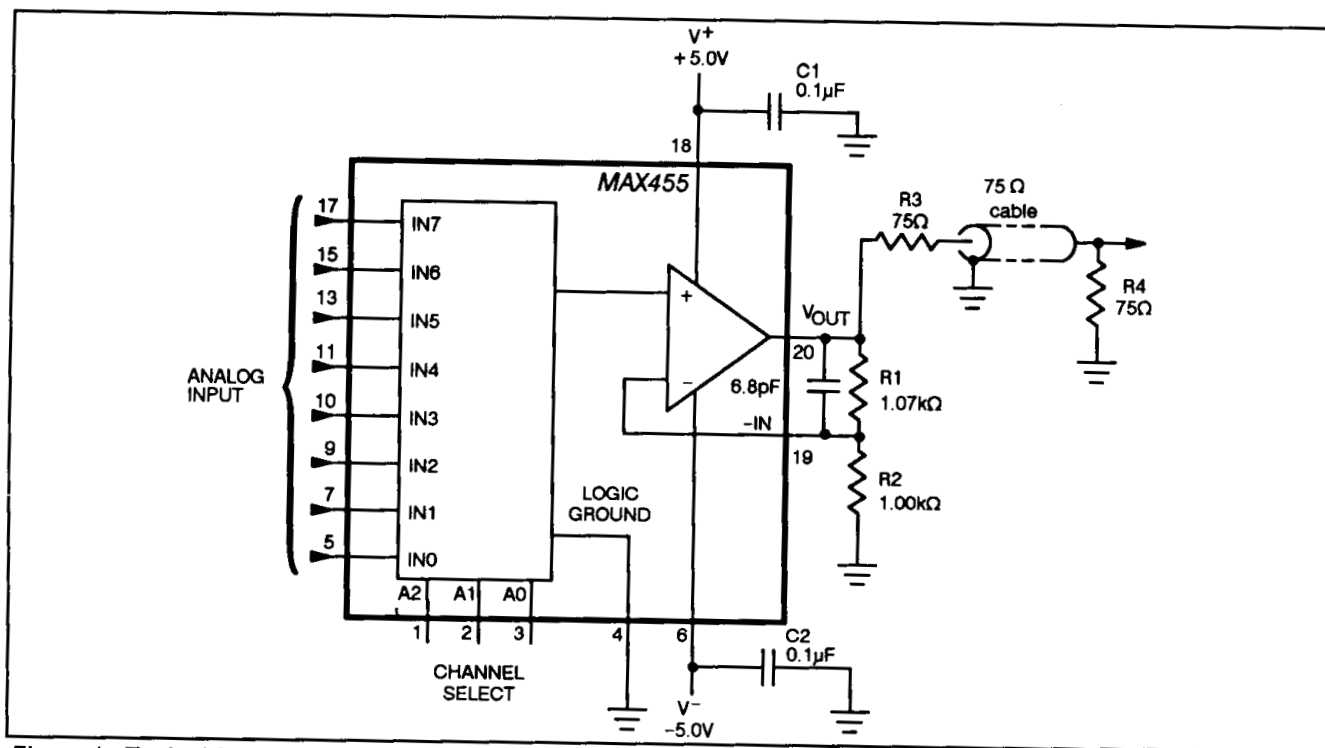 V+
+5.0V
C1
0.1µF
18
MAX455
ANALOG
INPUT
17
IN7
15
IN6
13
IN5
11
IN4
10
IN3
9
IN2
7
IN1
5
IN0
A2
A1
A0
1
2
3
CHANNEL
SELECT
LOGIC
GROUND
4
6
+
−
VOUT
20
6.8pF
-IN
19
R1
1.07kΩ
R2
1.00kΩ
R3
75Ω
75 Ω
cable
R4
75Ω
C2
0.1µF
V−
-5.0V